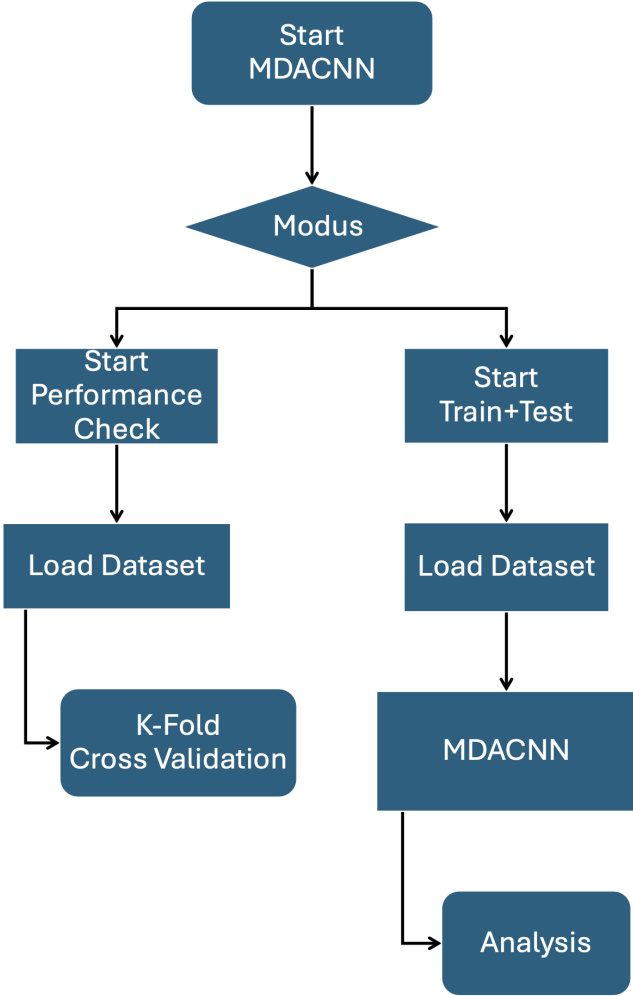 Start
MDACNN
Modus
Start
Performance
Check
Start
Train+Test
Load Dataset
Load Dataset
K-Fold
Cross Validation
MDACNN
Analysis